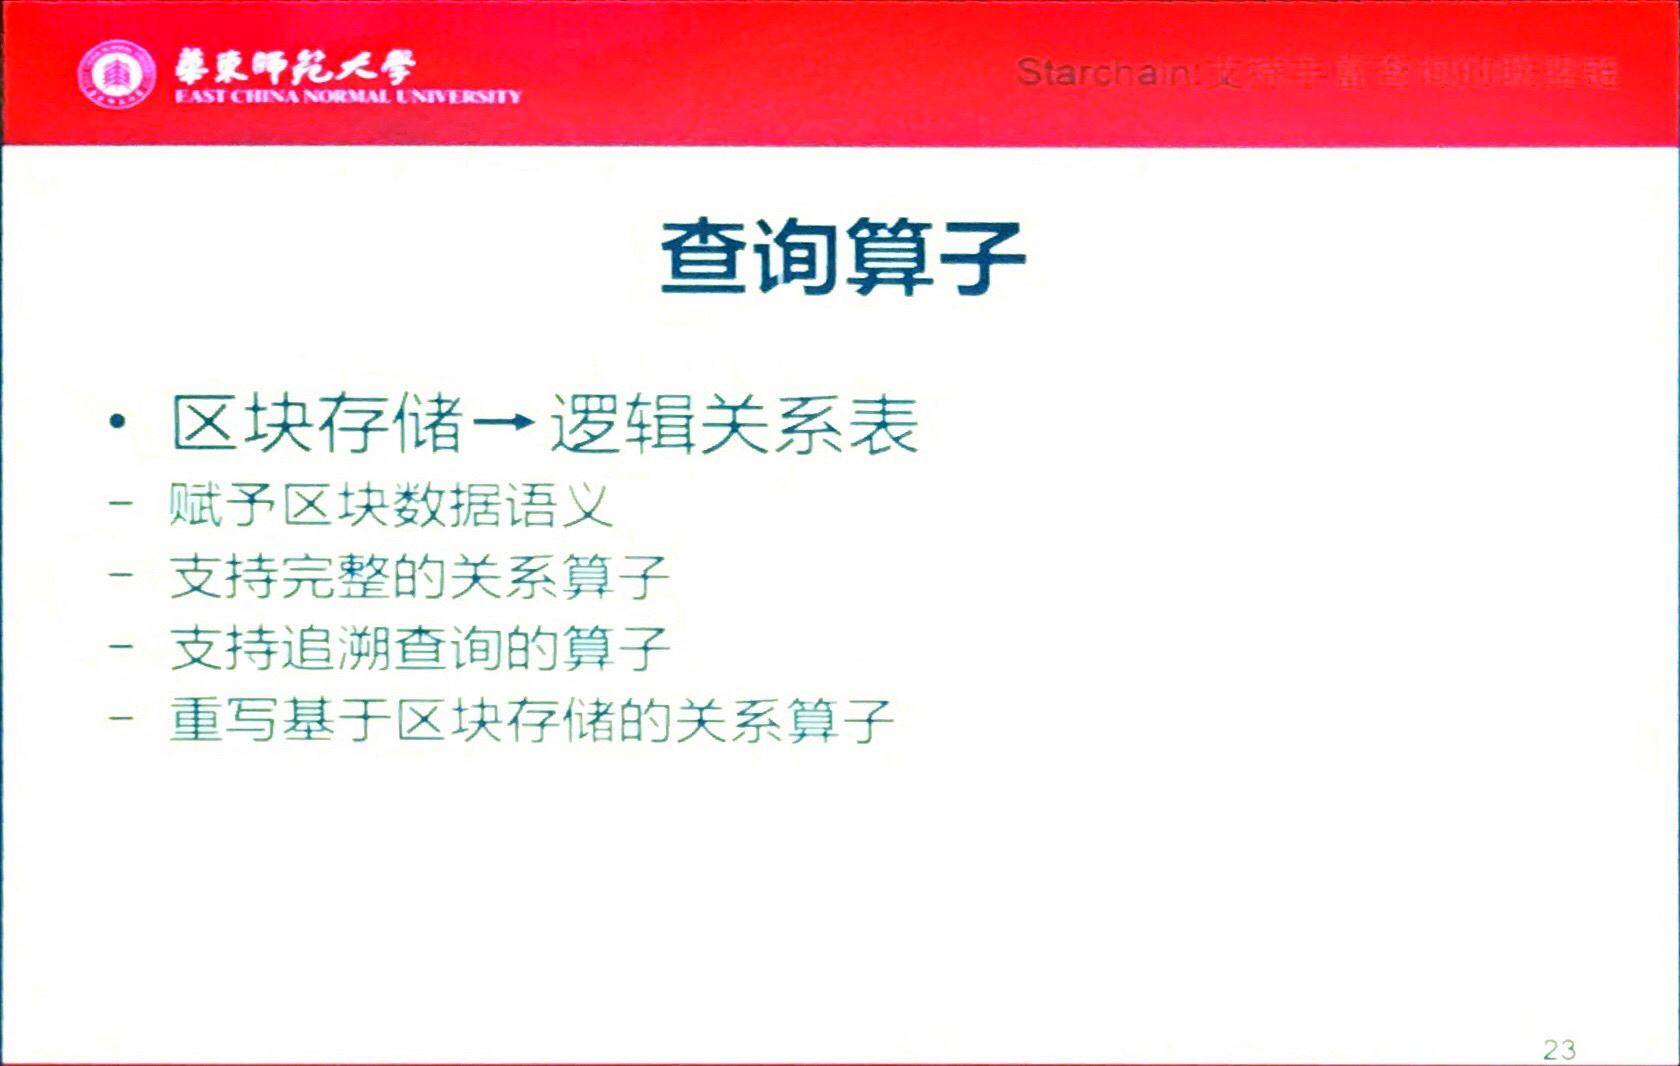 華東師範大學
EAST CHINA NORMAL UNIVERSITY
Starchain:支持丰富查询的区块链
查询算子
• 区块存储→逻辑关系表
– 赋予区块数据语义
– 支持完整的关系算子
– 支持追溯查询的算子
– 重写基于区块存储的关系算子
23